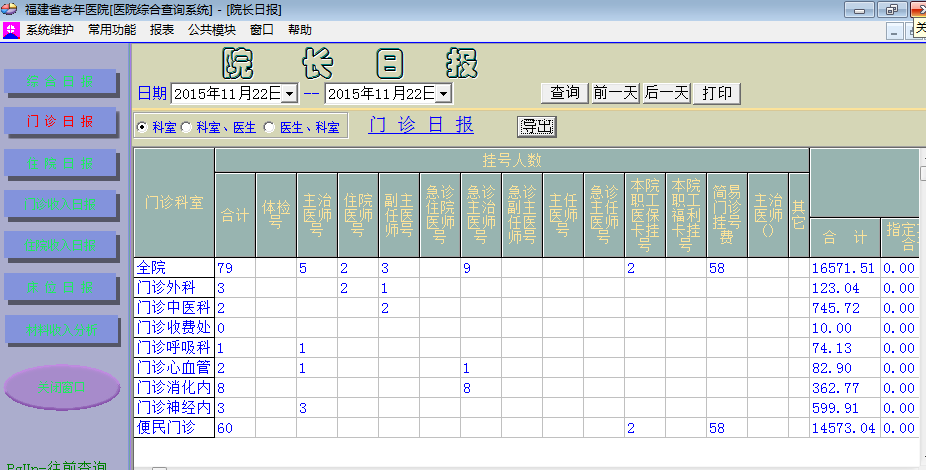 福建省老年医院[医院综合查询系统] - [院长日报]
系统维护 常用功能 报表 公共模块 窗口 帮助
关
院 长 日 报
日期 2015年11月22日 -- 2015年11月22日 查询 前一天 后一天 打印
门 诊 日 报
科室 科室、医生 医生、科室 门 诊 日 报 导出
门诊科室 挂号人数
合计 体检号 主治医师号 住院医师号 副主任医师号 急诊住院医师号 急诊主治医师号 急诊副主任医师号 主任医师号 急诊主任医师号 本院职工医保卡挂号 本院职工福利卡挂号 简易门诊挂号费 主治医师() 其它 合 计 指定
全院 79 5 2 3 9 2 58 16571.51 0.00
门诊外科 3 2 1 123.04 0.00
门诊中医科 2 2 745.72 0.00
门诊收费处 0 10.00 0.00
门诊呼吸科 1 1 74.13 0.00
门诊心血管 2 1 1 82.90 0.00
门诊消化内 8 8 362.77 0.00
门诊神经内 3 3 599.91 0.00
便民门诊 60 2 58 14573.04 0.00
PgUp-往前查询